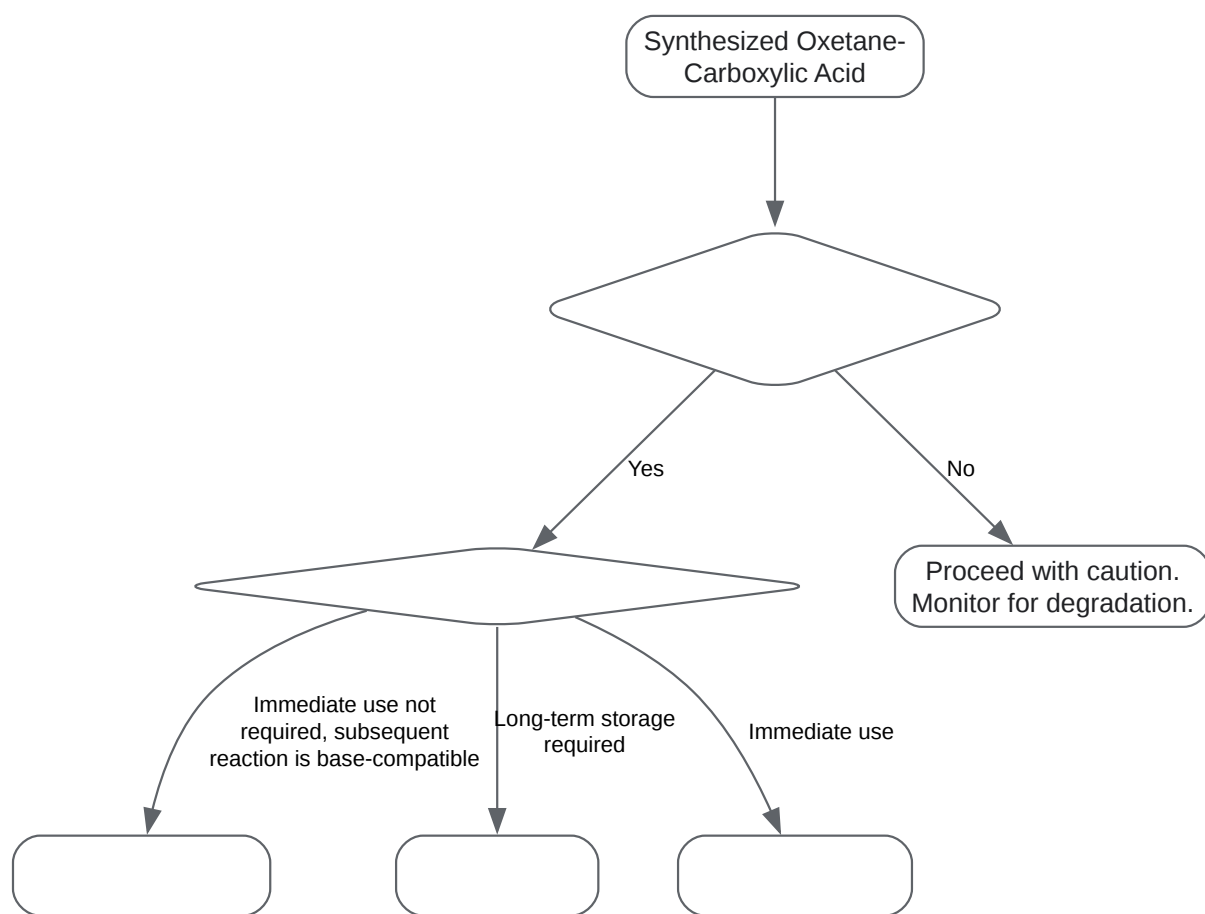 Synthesized Oxetane-
Carboxylic Acid
Yes
No
Proceed with caution.
Monitor for degradation.
Immediate use not
required, subsequent
reaction is base-compatible
Long-term storage
required
Immediate use